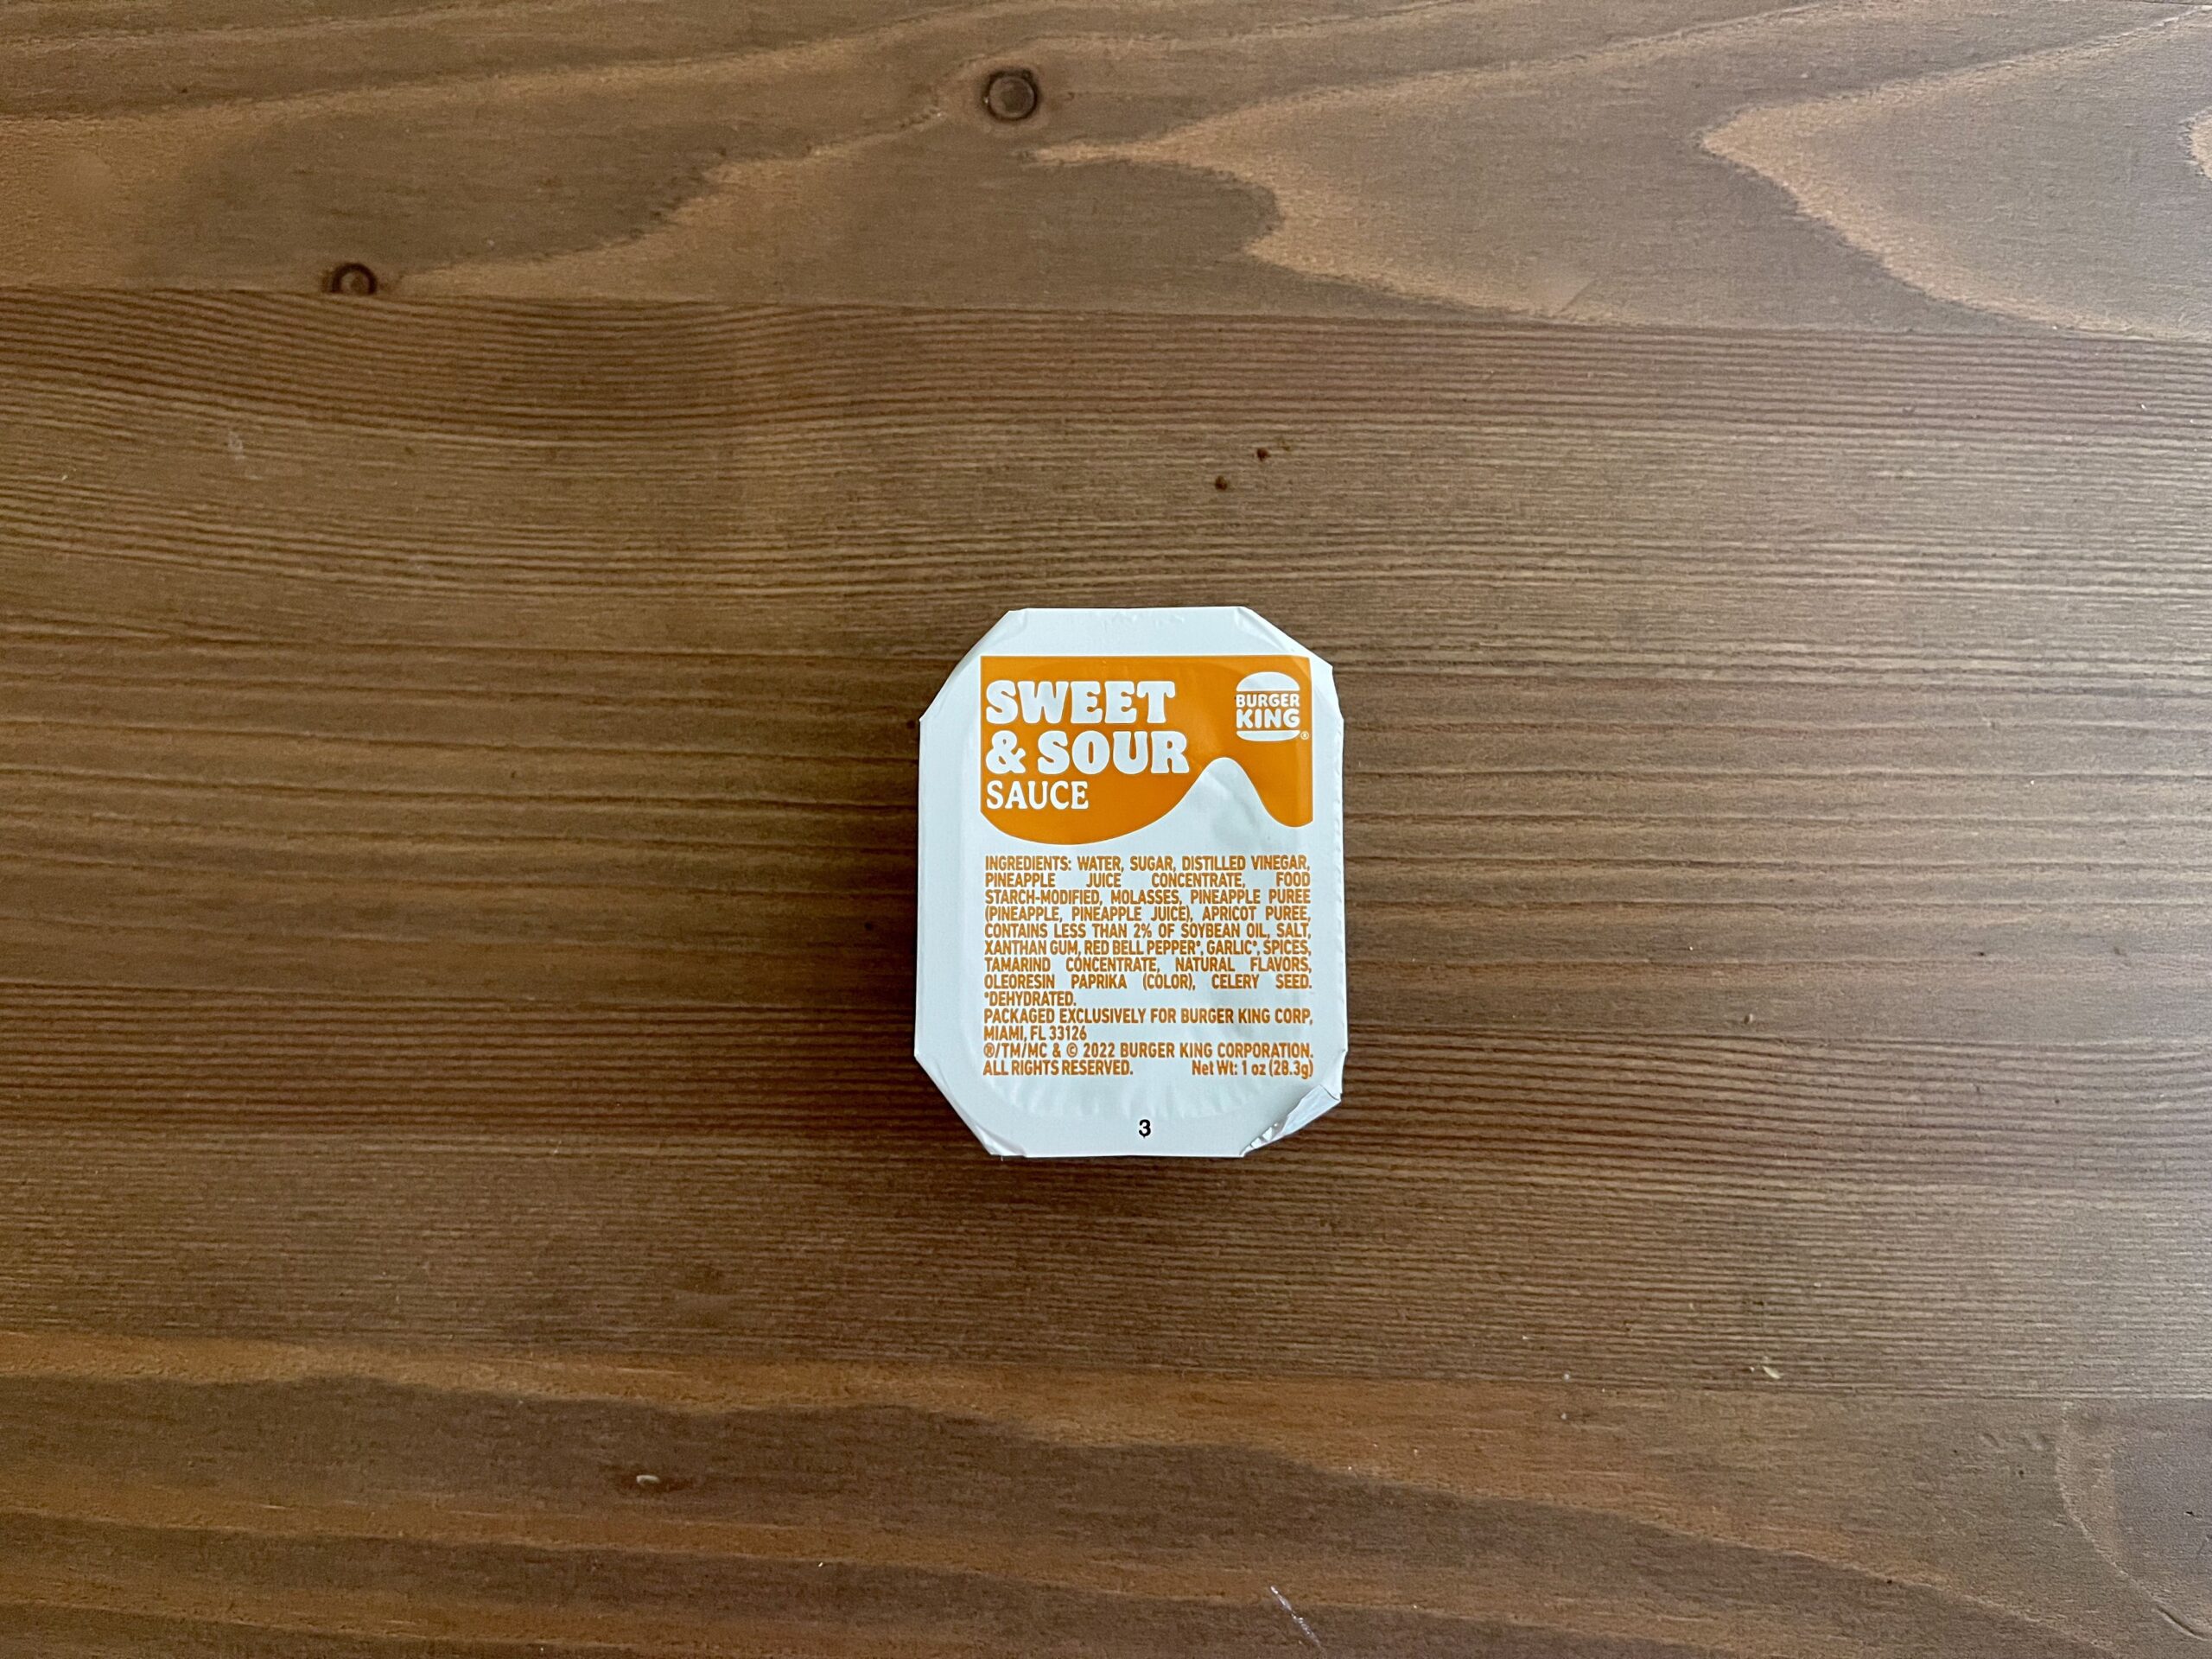 SWEET
& SOUR
SAUCE
BURGER
KING
®
INGREDIENTS: WATER, SUGAR, DISTILLED VINEGAR,
PINEAPPLE JUICE CONCENTRATE, FOOD
STARCH-MODIFIED, MOLASSES, PINEAPPLE PUREE
(PINEAPPLE, PINEAPPLE JUICE), APRICOT PUREE,
CONTAINS LESS THAN 2% OF SOYBEAN OIL, SALT,
XANTHAN GUM, RED BELL PEPPER*, GARLIC*, SPICES,
TAMARIND CONCENTRATE, NATURAL FLAVORS,
OLEORESIN PAPRIKA (COLOR), CELERY SEED.
*DEHYDRATED.
PACKAGED EXCLUSIVELY FOR BURGER KING CORP,
MIAMI, FL 33126
®/TM/MC & © 2022 BURGER KING CORPORATION.
ALL RIGHTS RESERVED. Net Wt: 1 oz (28.3g)
3